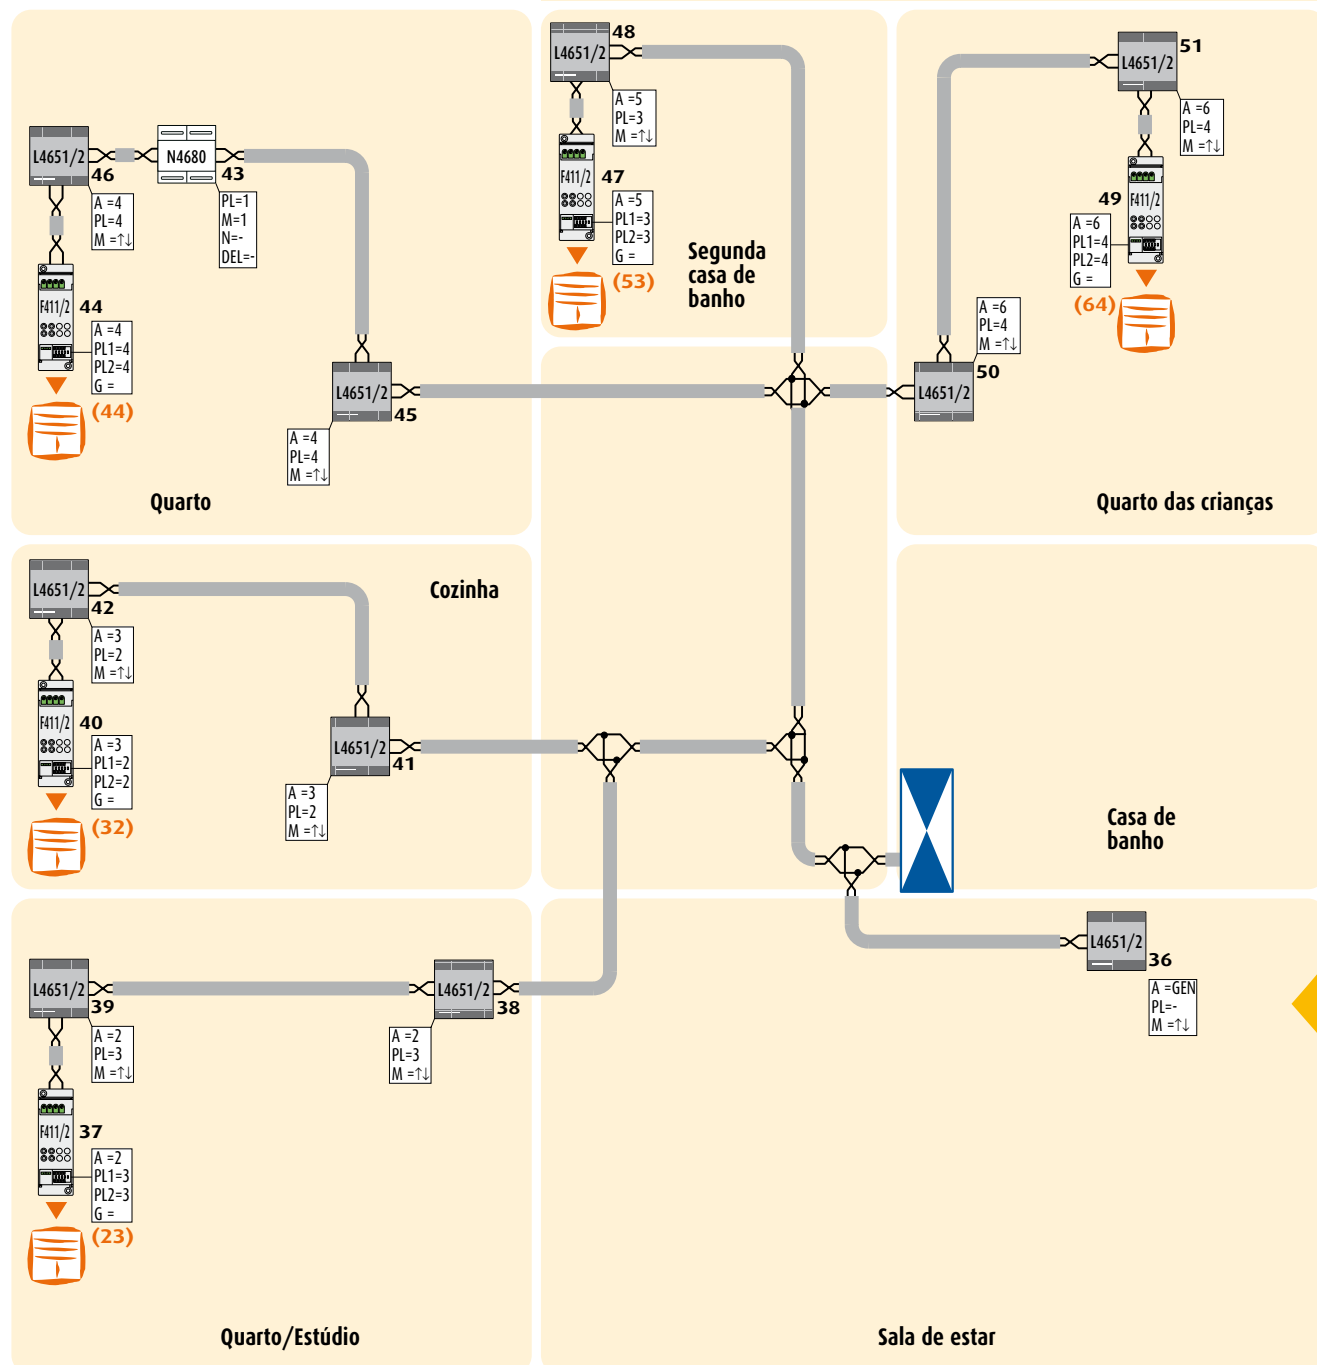 L4651/2
46
A =4
PL=4
M =↑↓
N4680
43
PL=1
M=1
N=-
DEL=-
F411/2
44
A =4
PL1=4
PL2=4
G =
(44)
L4651/2
45
A =4
PL=4
M =↑↓
Quarto
L4651/2
48
A =5
PL=3
M =↑↓
F411/2
47
A =5
PL1=3
PL2=3
G =
(53)
Segunda
casa de
banho
L4651/2
51
A =6
PL=4
M =↑↓
F411/2
49
A =6
PL1=4
PL2=4
G =
(64)
A =6
PL=4
M =↑↓
L4651/2
50
Quarto das crianças
L4651/2
42
A =3
PL=2
M =↑↓
Cozinha
F411/2
40
A =3
PL1=2
PL2=2
G =
(32)
L4651/2
41
A =3
PL=2
M =↑↓
Casa de
banho
L4651/2
39
A =2
PL=3
M =↑↓
L4651/2
38
A =2
PL=3
M =↑↓
F411/2
37
A =2
PL1=3
PL2=3
G =
(23)
Quarto/Estúdio
L4651/2
36
A =GEN
PL=-
M =↑↓
Sala de estar